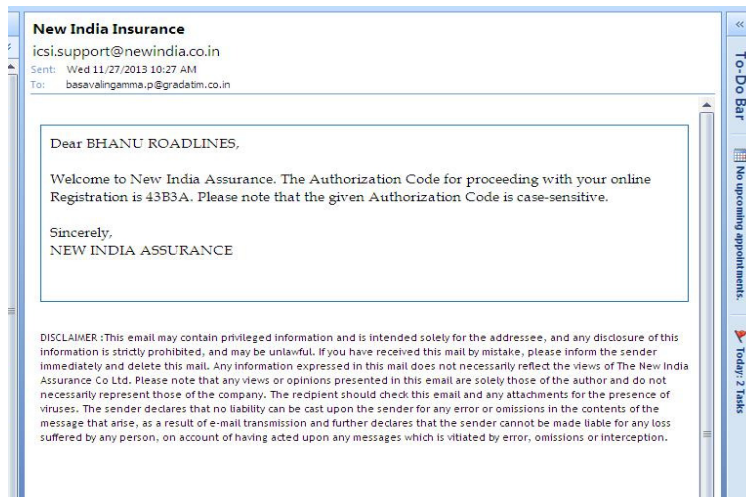 New India Insurance
icsi.support@newindia.co.in
Sent: Wed 11/27/2013 10:27 AM
To: basavalingamma.p@gradatim.co.in
Dear BHANU ROADLINES,
Welcome to New India Assurance. The Authorization Code for proceeding with your online
Registration is 43B3A. Please note that the given Authorization Code is case-sensitive.
Sincerely,
NEW INDIA ASSURANCE
DISCLAIMER :This email may contain privileged information and is intended solely for the addressee, and any disclosure of this
information is strictly prohibited, and may be unlawful. If you have received this mail by mistake, please inform the sender
immediately and delete this mail. Any information expressed in this mail does not necessarily reflect the views of The New India
Assurance Co Ltd. Please note that any views or opinions presented in this email are solely those of the author and do not
necessarily represent those of the company. The recipient should check this email and any attachments for the presence of
viruses. The sender declares that no liability can be cast upon the sender for any error or omissions in the contents of the
message that arise, as a result of e-mail transmission and further declares that the sender cannot be made liable for any loss
suffered by any person, on account of having acted upon any messages which is vitiated by error, omissions or interception.
To-Do Bar
No upcoming appointments.
Today: 2 Tasks